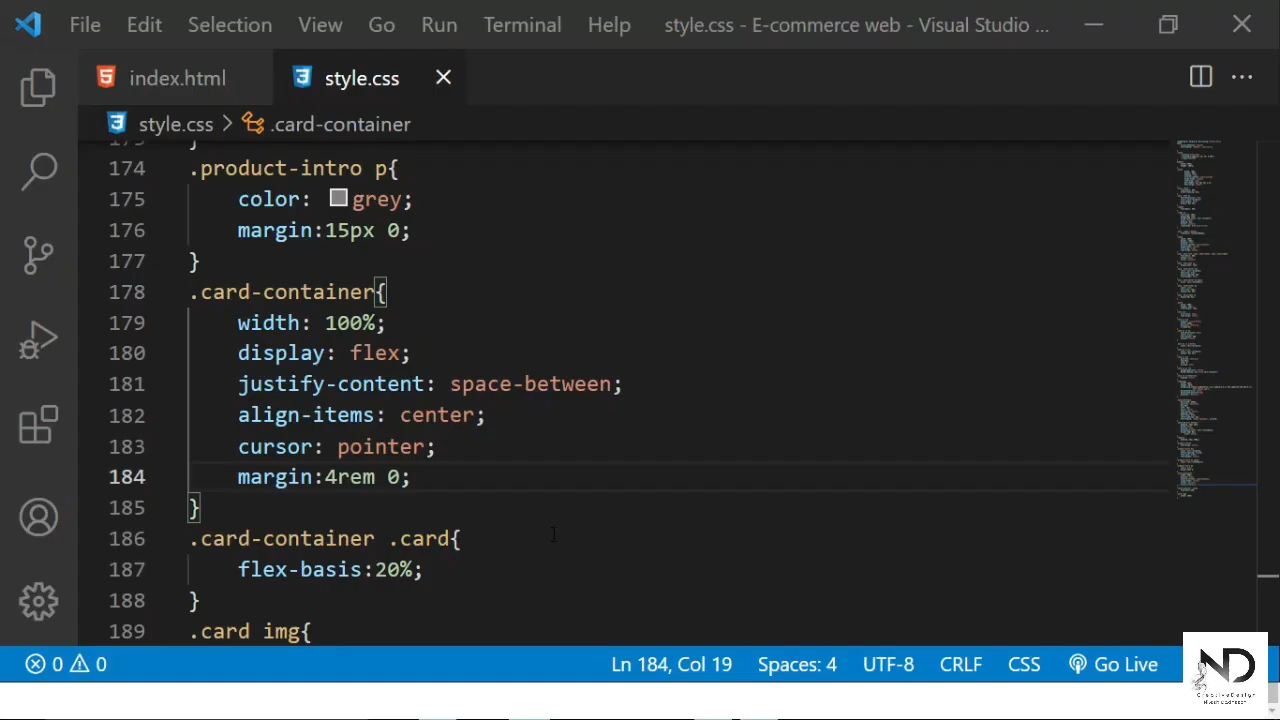 File Edit Selection View Go Run Terminal Help style.css - E-commerce web - Visual Studio ...
index.html style.css
style.css > .card-container
174 .product-intro p{
175 color: grey;
176 margin:15px 0;
177 }
178 .card-container{
179 width: 100%;
180 display: flex;
181 justify-content: space-between;
182 align-items: center;
183 cursor: pointer;
184 margin:4rem 0;
185 }
186 .card-container .card{
187 flex-basis:20%;
188 }
189 .card img{
0 0 Ln 184, Col 19 Spaces: 4 UTF-8 CRLF CSS Go Live
ND